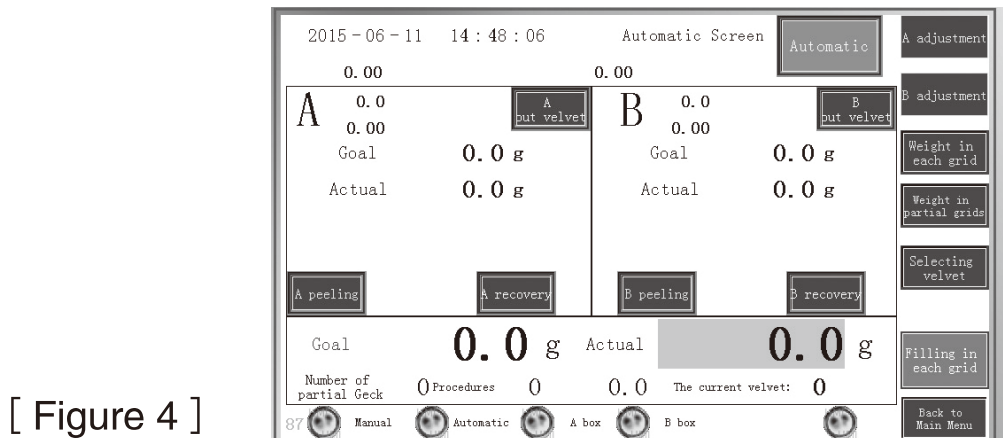 2015-06-11 14:48:06 Automatic Screen Automatic
A adjustment
0.00 0.00
A 0.0 A B 0.0 B B adjustment
put velvet put velvet
0.00 0.00
Goal 0.0 g Goal 0.0 g Weight in
each grid
Actual 0.0 g Actual 0.0 g Weight in
partial grids
Selecting
velvet
A peeling A recovery B peeling B recovery
Goal 0.0 g Actual 0.0 g Filling in
each grid
Number of
partial Geck 0 Procedures 0 0.0 The current velvet: 0
87 Manual Automatic A box B box Back to
Main Menu
[ Figure 4 ]